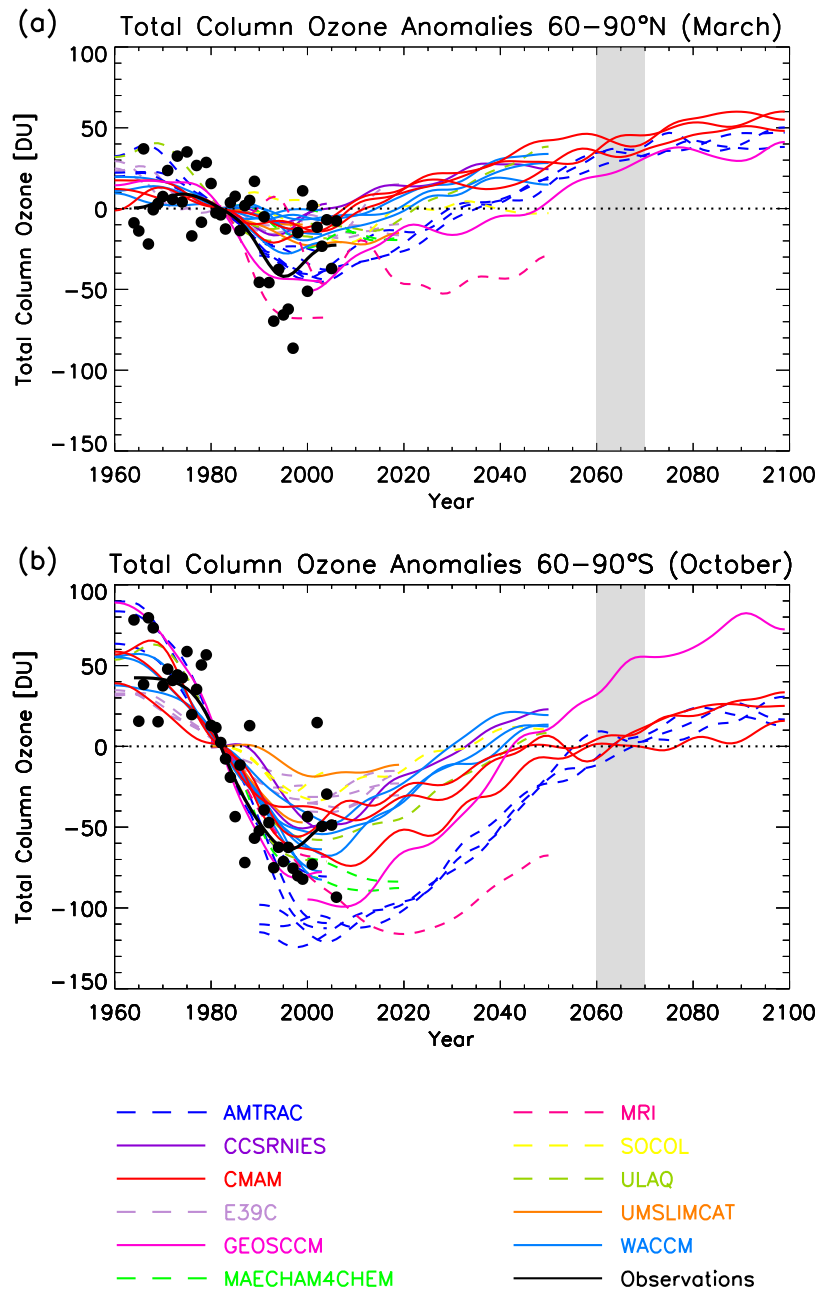 (a) Total Column Ozone Anomalies 60−90°N (March)
100
50
0
−50
−100
−150
Total Column Ozone [DU]
1960 1980 2000 2020 2040 2060 2080 2100
Year
(b) Total Column Ozone Anomalies 60−90°S (October)
100
50
0
−50
−100
−150
Total Column Ozone [DU]
1960 1980 2000 2020 2040 2060 2080 2100
Year
AMTRAC MRI
CCSRNIES SOCOL
CMAM ULAQ
E39C UMSLIMCAT
GEOSCCM WACCM
MAECHAM4CHEM Observations